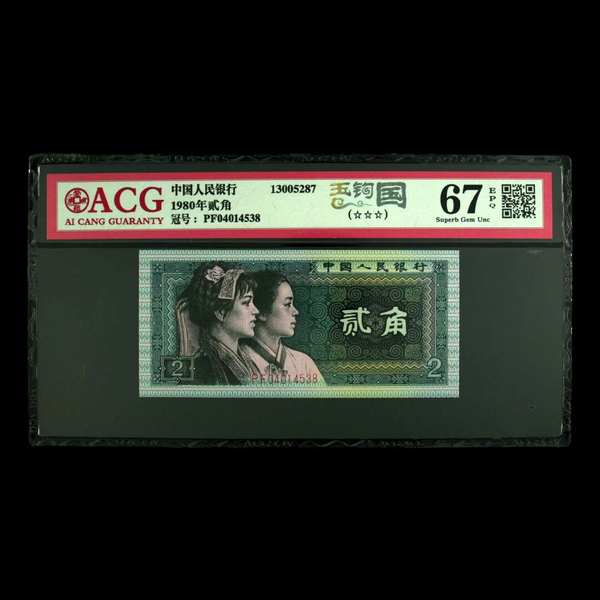 ACG
AI CANG GUARANTY
中国人民银行
1980年贰角
冠号: PF04014538
13005287
玉钩国
(☆☆☆)
67
EPQ
Superb Gem Unc
中国人民银行
贰角
PF04014538
2
2